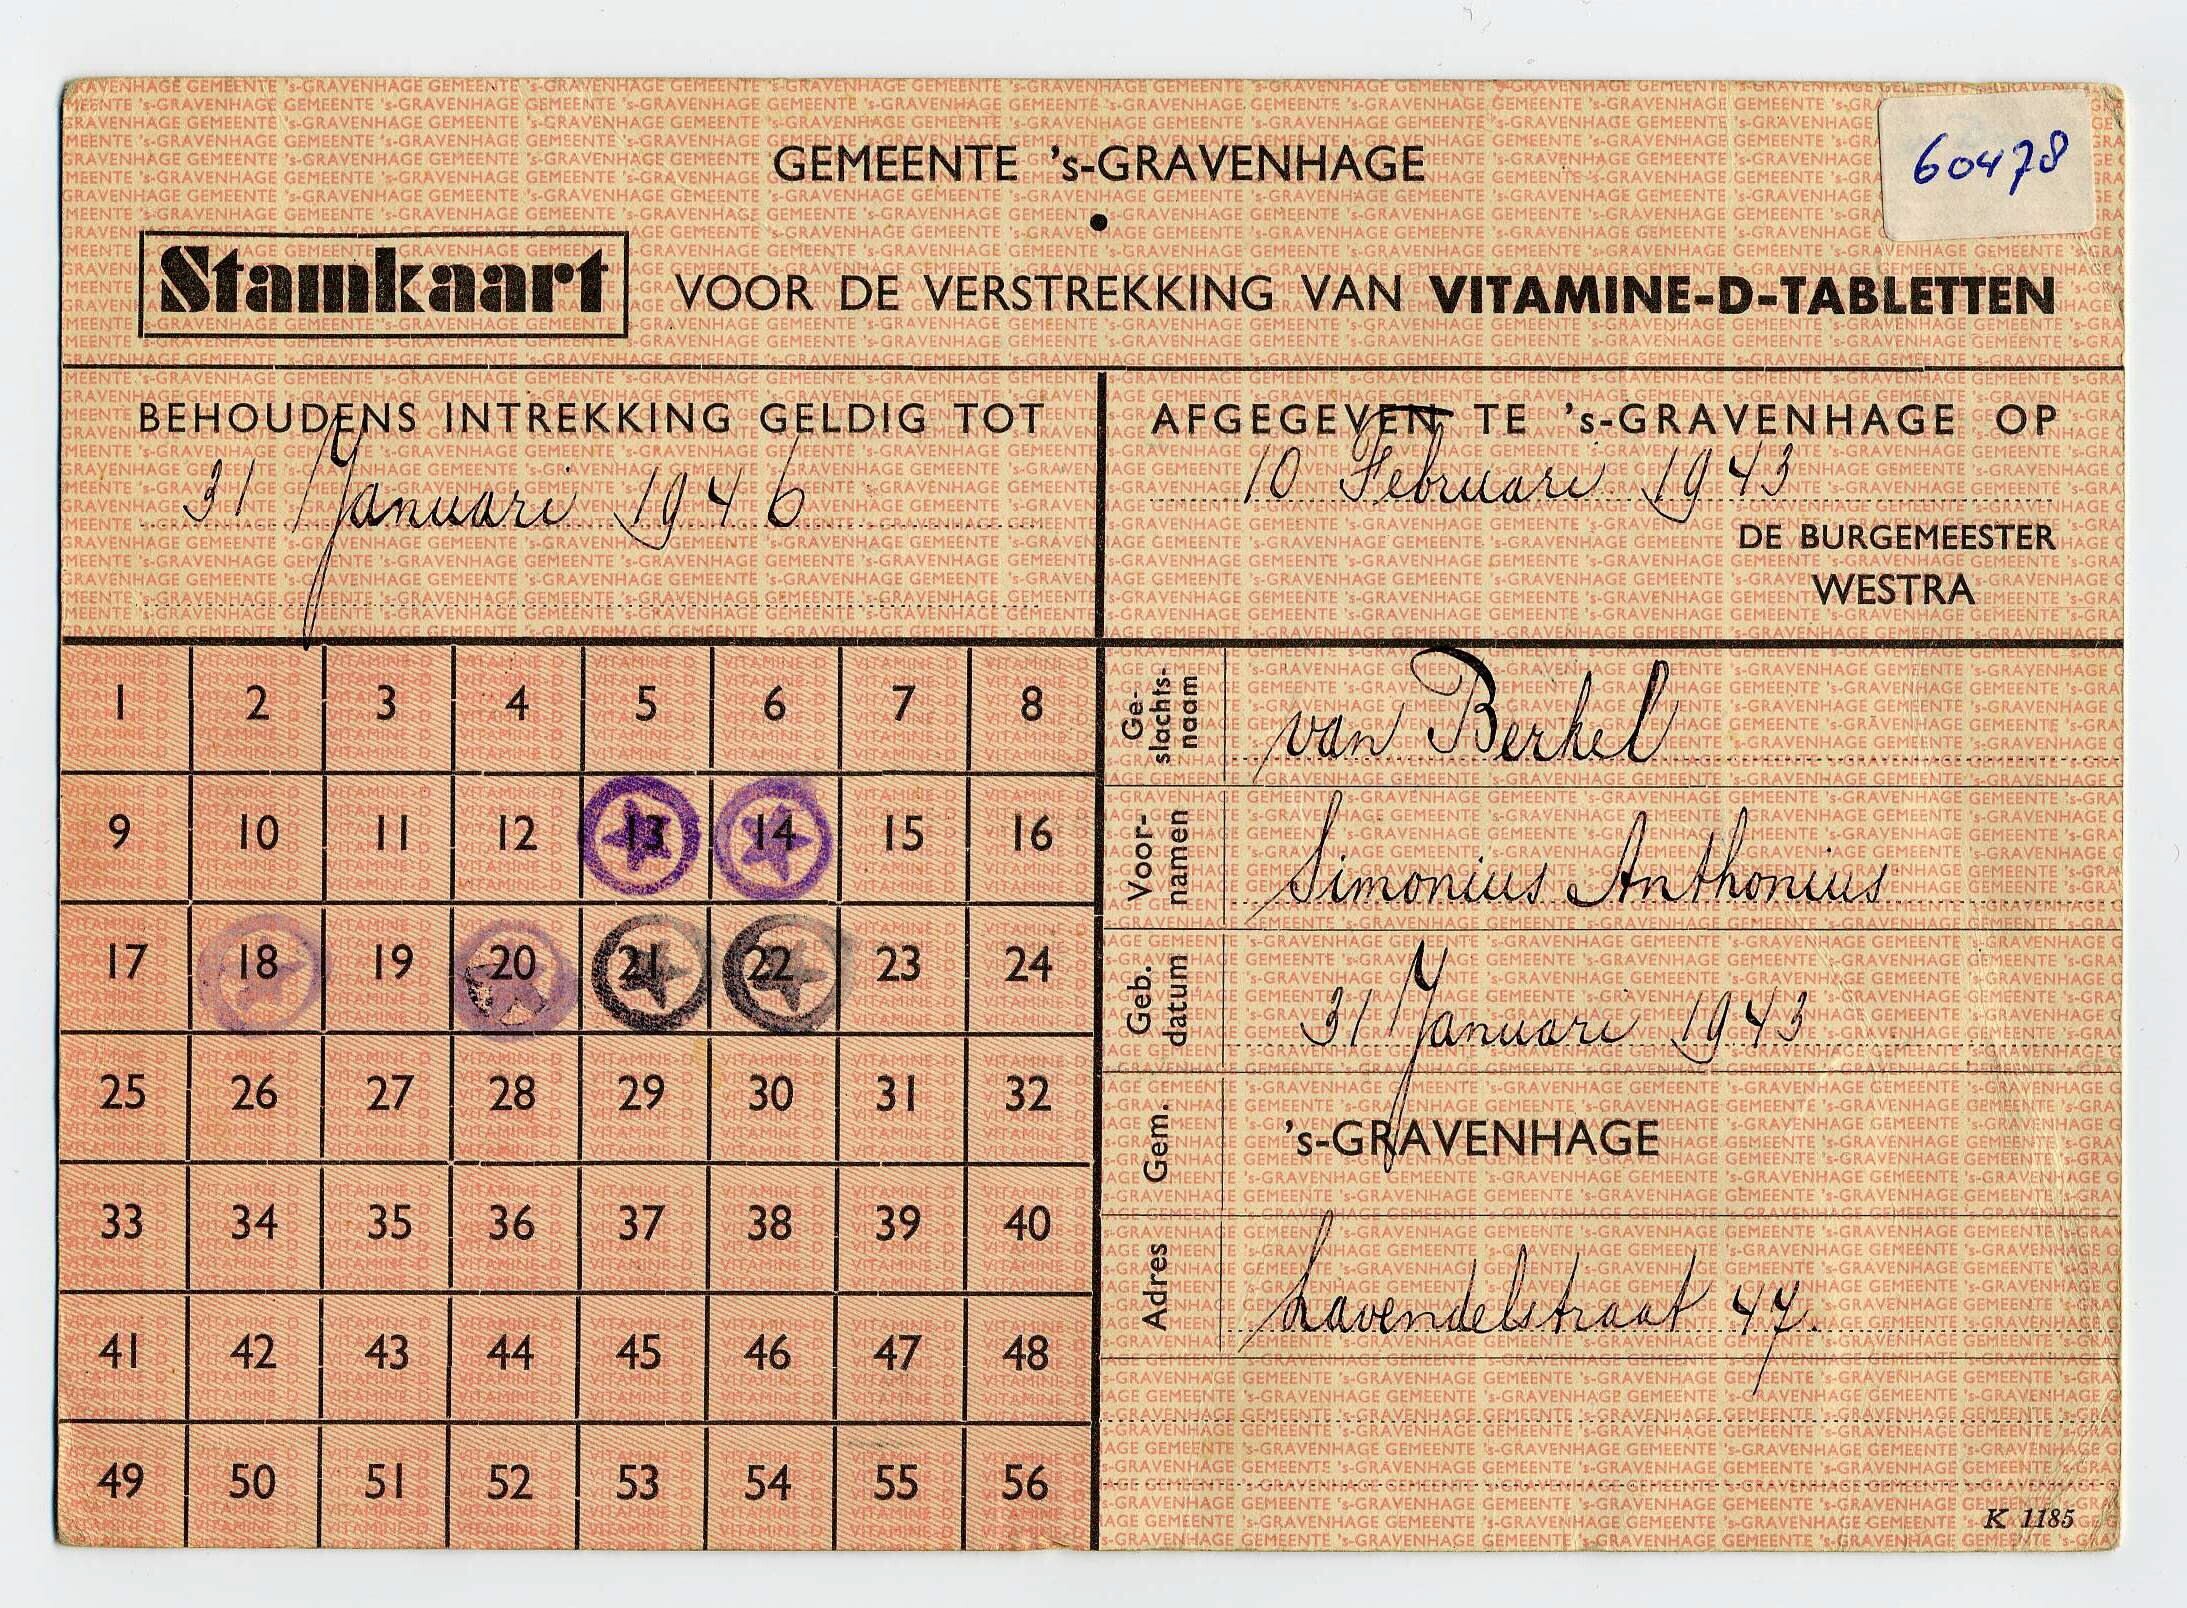 60478
GEMEENTE 's-GRAVENHAGE
Stamkaart VOOR DE VERSTREKKING VAN VITAMINE-D-TABLETTEN
BEHOUDENS INTREKKING GELDIG TOT
31 Januari 1946
AFGEGEVEN TE 's-GRAVENHAGE OP
10 Februari 1943
DE BURGEMEESTER
WESTRA
1 2 3 4 5 6 7 8
9 10 11 12 13 14 15 16
17 18 19 20 21 22 23 24
25 26 27 28 29 30 31 32
33 34 35 36 37 38 39 40
41 42 43 44 45 46 47 48
49 50 51 52 53 54 55 56
Ge-
slachts-
naam
van Berkel
Voor-
namen
Simonius Anthonius
Geb.
datum
31 Januari 1943
Gem.
's-GRAVENHAGE
Adres
Lavendelstraat 47.
K 1185